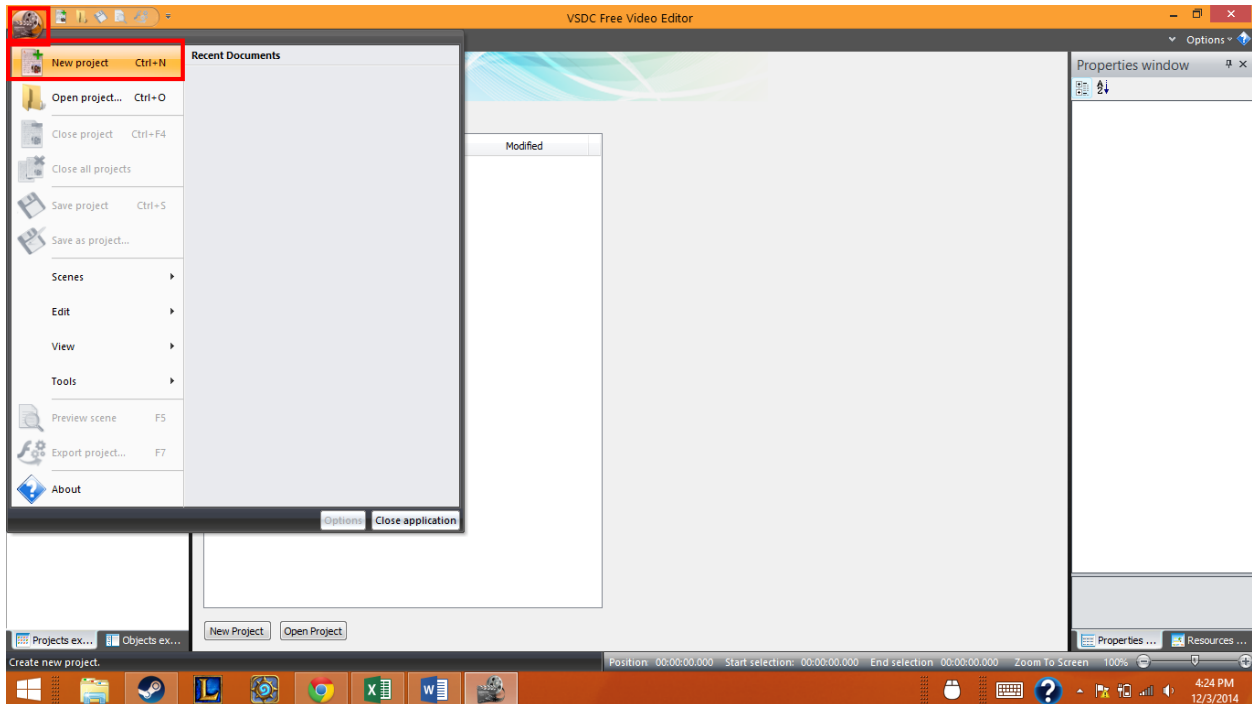 VSDC Free Video Editor
Options
New project Ctrl+N
Recent Documents
Open project... Ctrl+O
Close project Ctrl+F4
Close all projects
Save project Ctrl+S
Save as project...
Scenes
Edit
View
Tools
Preview scene F5
Export project... F7
About
Options Close application
Modified
Properties window
New Project Open Project
Projects ex... Objects ex...
Properties ... Resources ...
Create new project.
Position 00:00:00.000 Start selection: 00:00:00.000 End selection 00:00:00.000 Zoom To Screen 100%
4:24 PM
12/3/2014